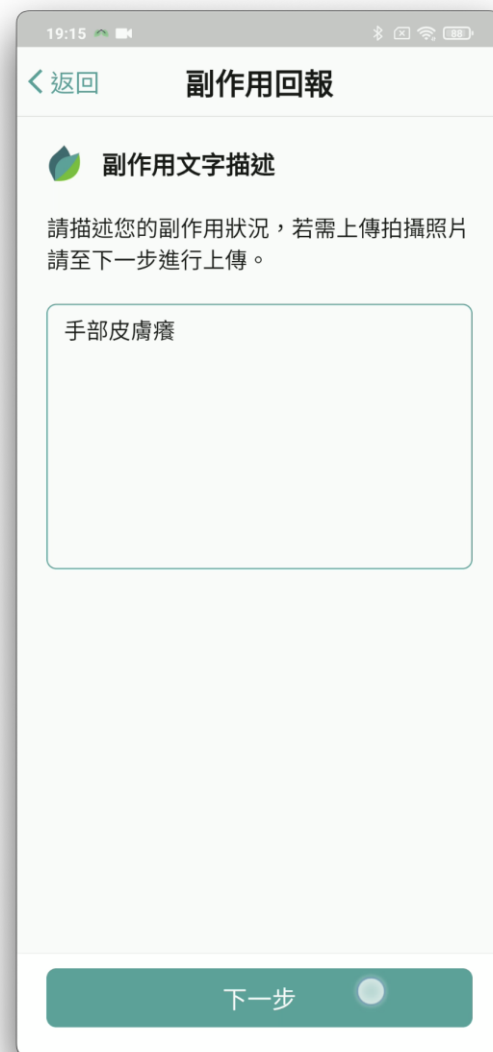 19:15
88
返回
副作用回報
副作用文字描述
請描述您的副作用狀況，若需上傳拍攝照片
請至下一步進行上傳。
手部皮膚癢
下一步